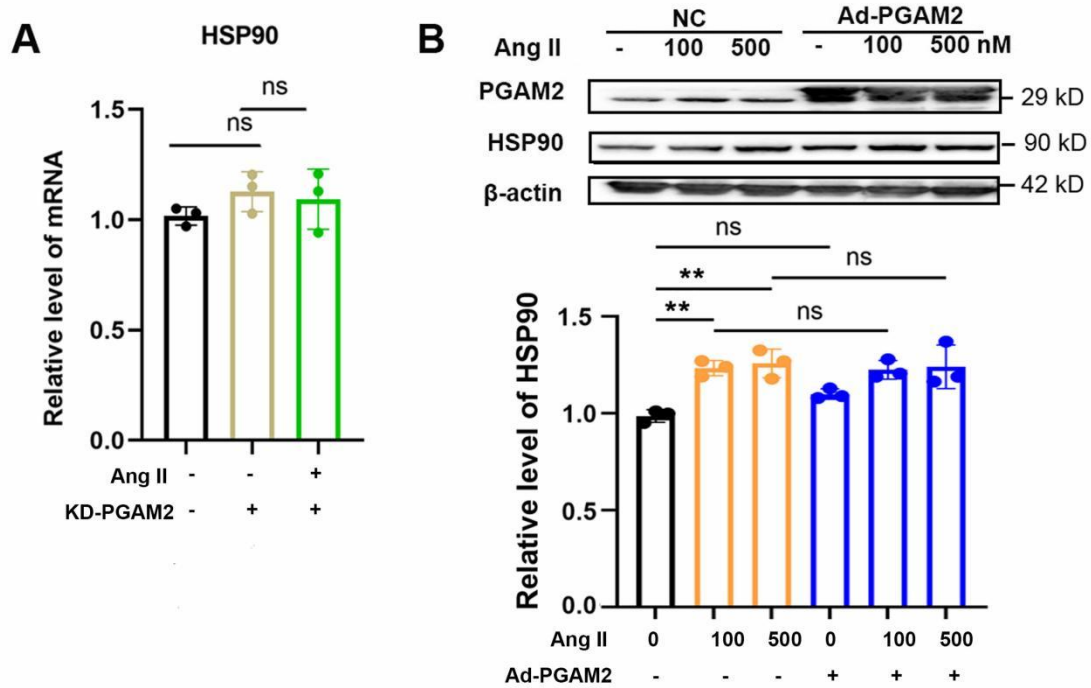 A
HSP90
ns
ns
Relative level of mRNA
1.5
1.0
0.5
0.0
Ang II - - +
KD-PGAM2 - + +
B
NC Ad-PGAM2
Ang II - 100 500 - 100 500 nM
PGAM2 29 kD
HSP90 90 kD
β-actin 42 kD
ns
** ns
** ns
Relative level of HSP90
1.5
1.0
0.5
0.0
Ang II 0 100 500 0 100 500
Ad-PGAM2 - - - + + +